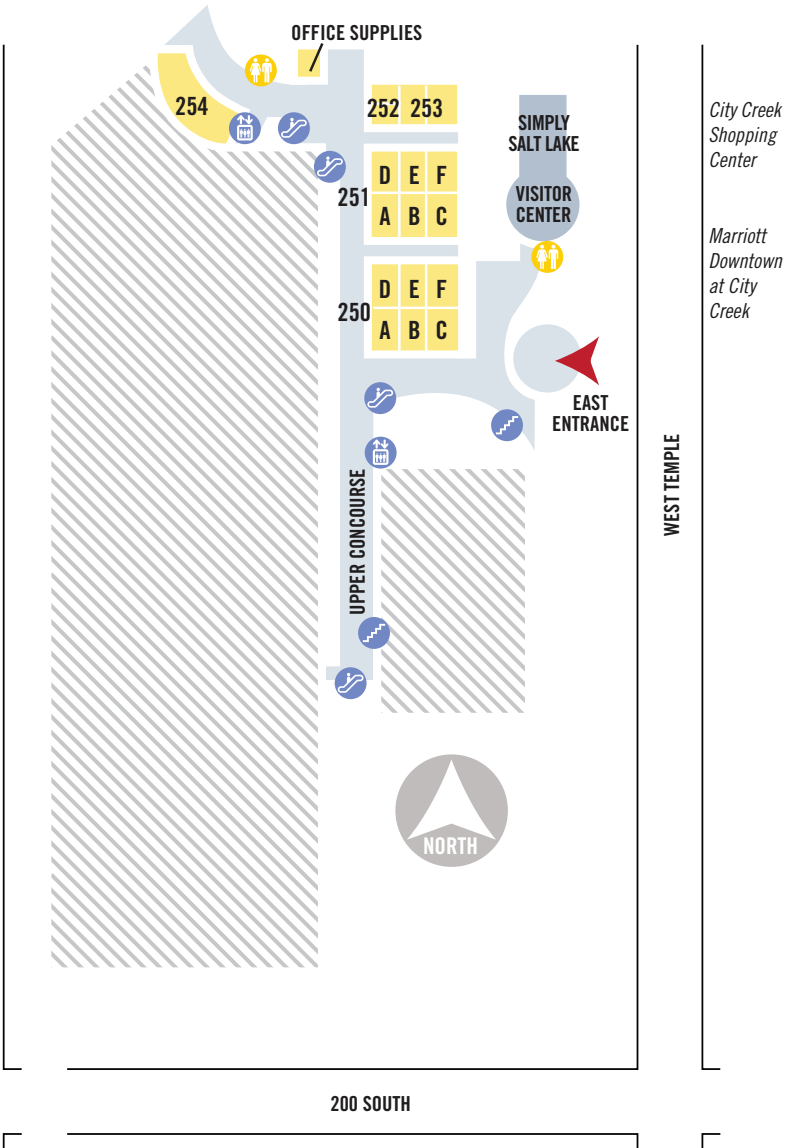 OFFICE SUPPLIES
254
252 253
SIMPLY
SALT LAKE
City Creek
Shopping
Center
D E F
251
A B C
VISITOR
CENTER
Marriott
Downtown
at City
Creek
D E F
250
A B C
EAST
ENTRANCE
WEST TEMPLE
UPPER CONCOURSE
NORTH
200 SOUTH